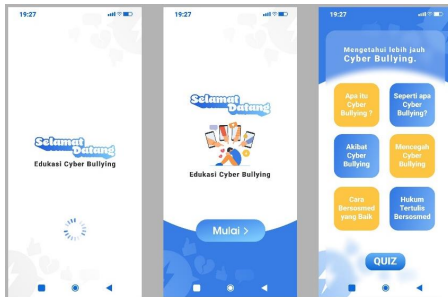 19:27
Selamat
Datang
Edukasi Cyber Bullying
19:27
Selamat
Datang
Edukasi Cyber Bullying
Mulai >
19:27
Mengetahui lebih jauh
Cyber Bullying.
Apa itu
Cyber
Bullying ?
Seperti apa
Cyber
Bullying?
Akibat
Cyber
Bullying
Mencegah
Cyber
Bullying
Cara
Bersosmed
yang Baik
Hukum
Tertulis
Bersosmed
QUIZ